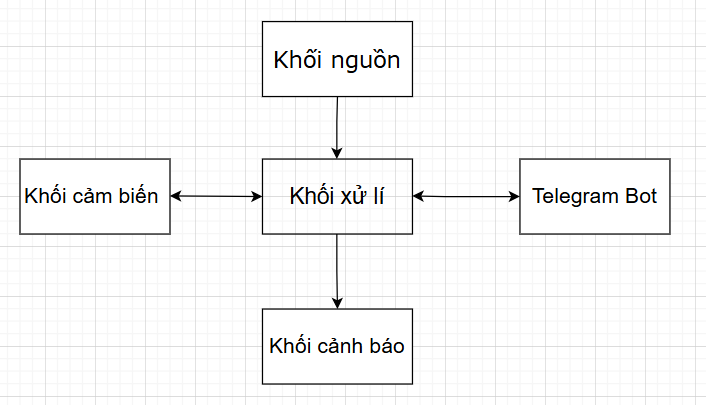 Khối nguồn
Khối cảm biến
Khối xử lí
Telegram Bot
Khối cảnh báo